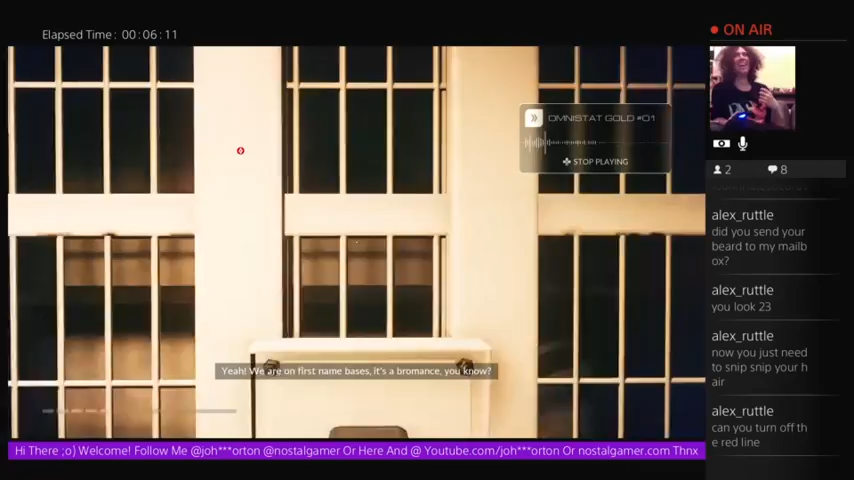 Elapsed Time: 00:06:11
ON AIR
OMNISTAT GOLD #01
STOP PLAYING
2
8
alex_ruttle
did you send your
beard to my mailb
ox?
alex_ruttle
you look 23
alex_ruttle
now you just need
to snip snip your h
air
alex_ruttle
can you turn off th
e red line
Yeah! We are on first name bases, it's a bromance, you know?
Hi There ;o) Welcome! Follow Me @joh***orton @nostalgamer Or Here And @ Youtube.com/joh***orton Or nostalgamer.com Thnx